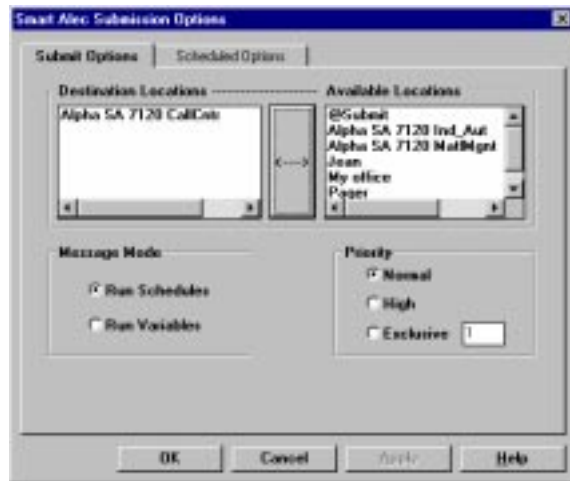 Smart Alec Submission Options
Submit Options
Scheduled Options
Destination Locations
Available Locations
Alpha SA 7120 CallCntr
<--->
@Submit
Alpha SA 7120 Ind_Aut
Alpha SA 7120 MatlMgnt
Joan
My office
Pager
Message Mode
Run Schedules
Run Variables
Priority
Normal
High
Exclusive 1
OK
Cancel
Apply
Help